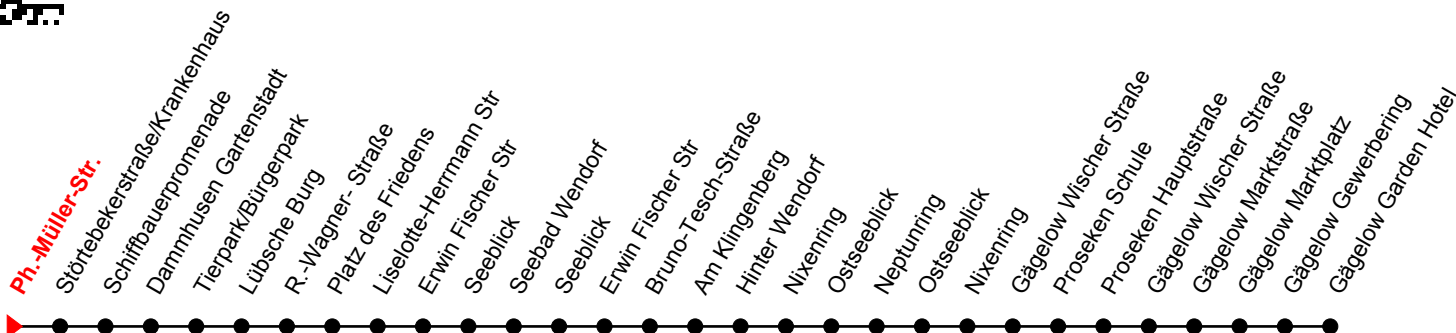 Ph.-Müller-Str.
Störtebekerstraße/Krankenhaus
Schiffbauerpromenade
Dammhusen Gartenstadt
Tierpark/Bürgerpark
Lübsche Burg
R.-Wagner- Straße
Platz des Friedens
Liselotte-Herrmann Str
Erwin Fischer Str
Seeblick
Seebad Wendorf
Seeblick
Erwin Fischer Str
Bruno-Tesch-Straße
Am Klingenberg
Hinter Wendorf
Nixenring
Ostseeblick
Neptunring
Ostseeblick
Nixenring
Gägelow Wischer Straße
Proseken Schule
Proseken Hauptstraße
Gägelow Wischer Straße
Gägelow Marktstraße
Gägelow Marktplatz
Gägelow Gewerbering
Gägelow Garden Hotel